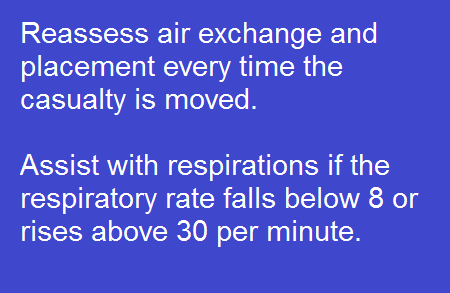 Reassess air exchange and
placement every time the
casualty is moved.
Assist with respirations if the
respiratory rate falls below 8 or
rises above 30 per minute.